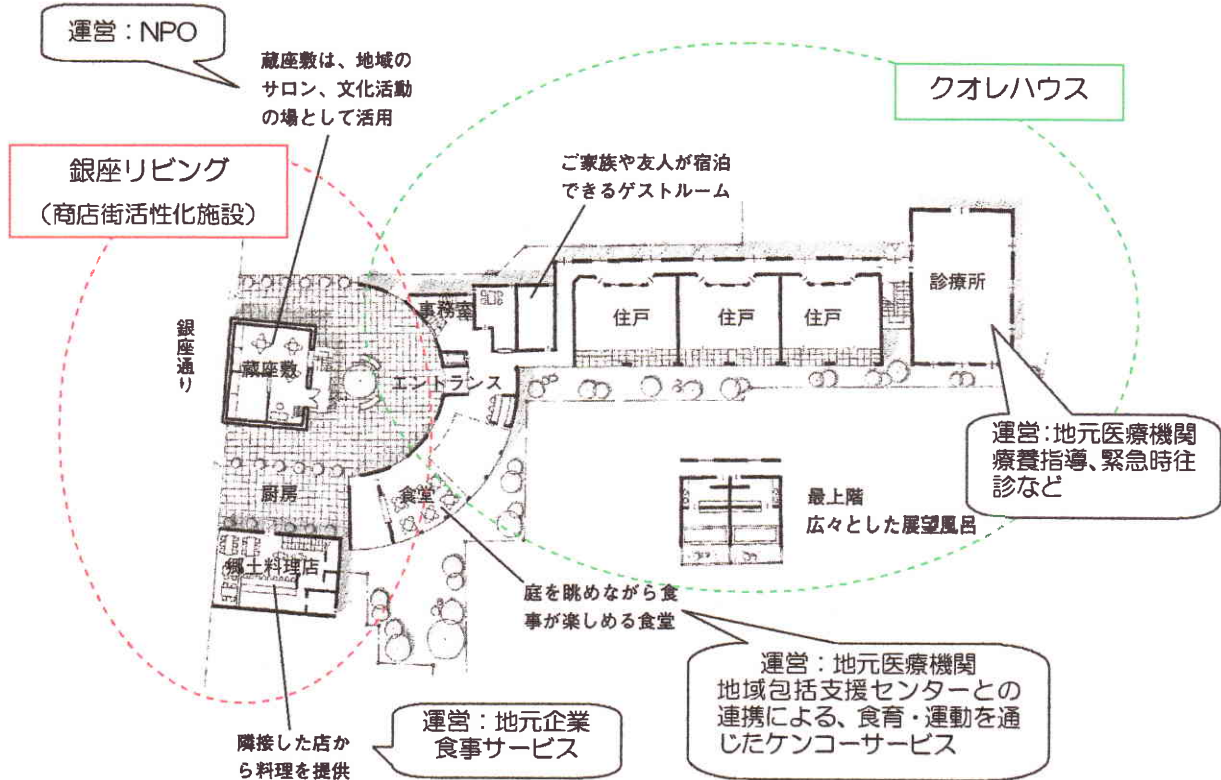 運営：NPO
蔵座敷は、地域の
サロン、文化活動
の場として活用
クオレハウス
銀座リビング
（商店街活性化施設）
ご家族や友人が宿泊
できるゲストルーム
事務室
住戸
住戸
住戸
診療所
銀座通り
蔵座敷
エントランス
運営：地元医療機関
療養指導、緊急時往
診など
厨房
食堂
最上階
広々とした展望風呂
郷土料理店
庭を眺めながら食
事が楽しめる食堂
運営：地元医療機関
地域包括支援センターとの
連携による、食育・運動を通
じたケンコーサービス
隣接した店か
ら料理を提供
運営：地元企業
食事サービス